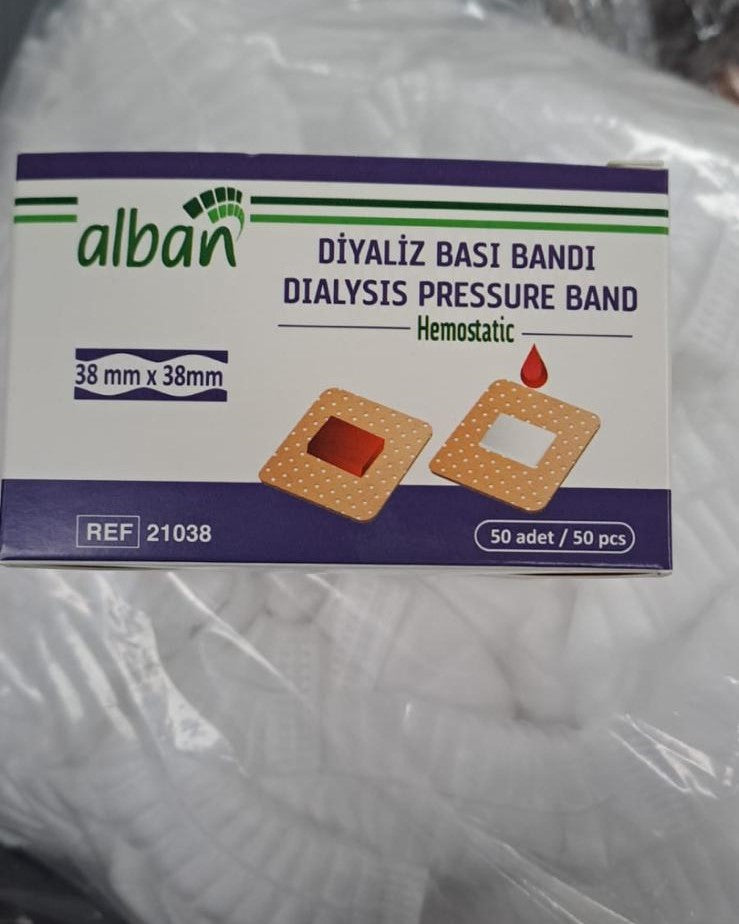 alban
DİYALİZ BASI BANDI
DIALYSIS PRESSURE BAND
Hemostatic
38 mm x 38mm
REF 21038
50 adet / 50 pcs